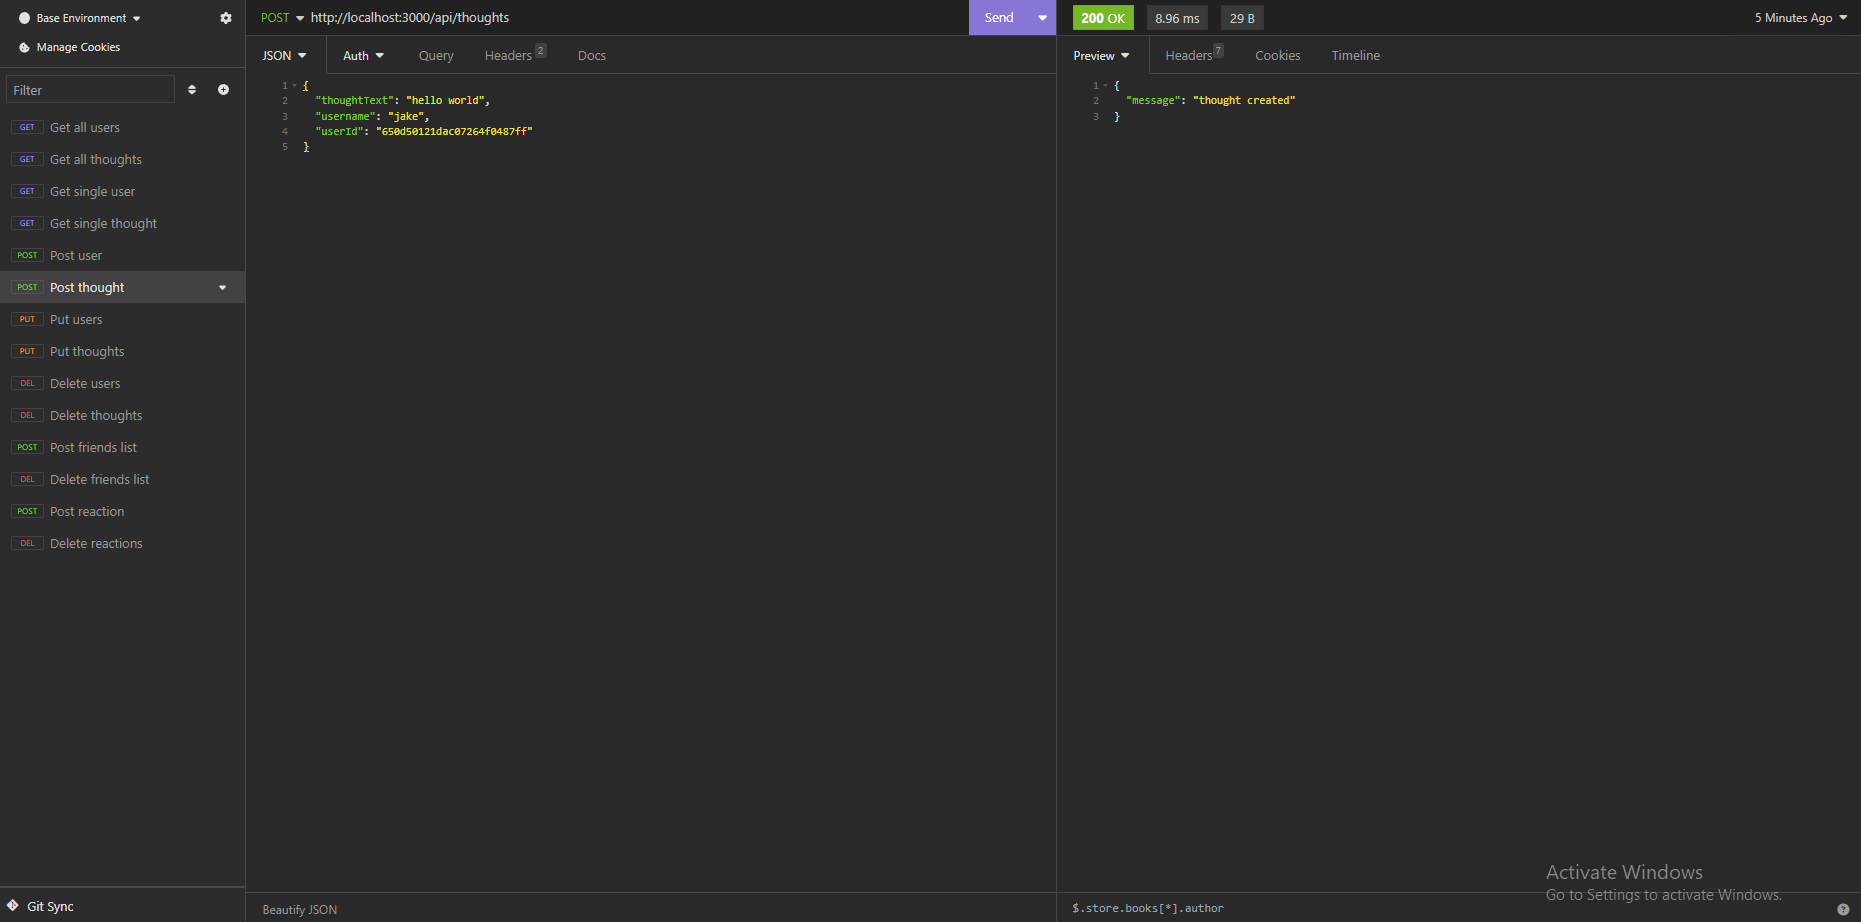 Base Environment
Manage Cookies
Filter
GET Get all users
GET Get all thoughts
GET Get single user
GET Get single thought
POST Post user
POST Post thought
PUT Put users
PUT Put thoughts
DEL Delete users
DEL Delete thoughts
POST Post friends list
DEL Delete friends list
POST Post reaction
DEL Delete reactions
Git Sync
POST http://localhost:3000/api/thoughts Send
JSON Auth Query Headers 2 Docs
1 {
2 "thoughtText": "hello world",
3 "username": "jake",
4 "userId": "650d50121dac07264f0487ff"
5 }
Beautify JSON
200 OK 8.96 ms 29 B 5 Minutes Ago
Preview Headers 7 Cookies Timeline
1 {
2 "message": "thought created"
3 }
Activate Windows
Go to Settings to activate Windows.
$.store.books[*].author
?